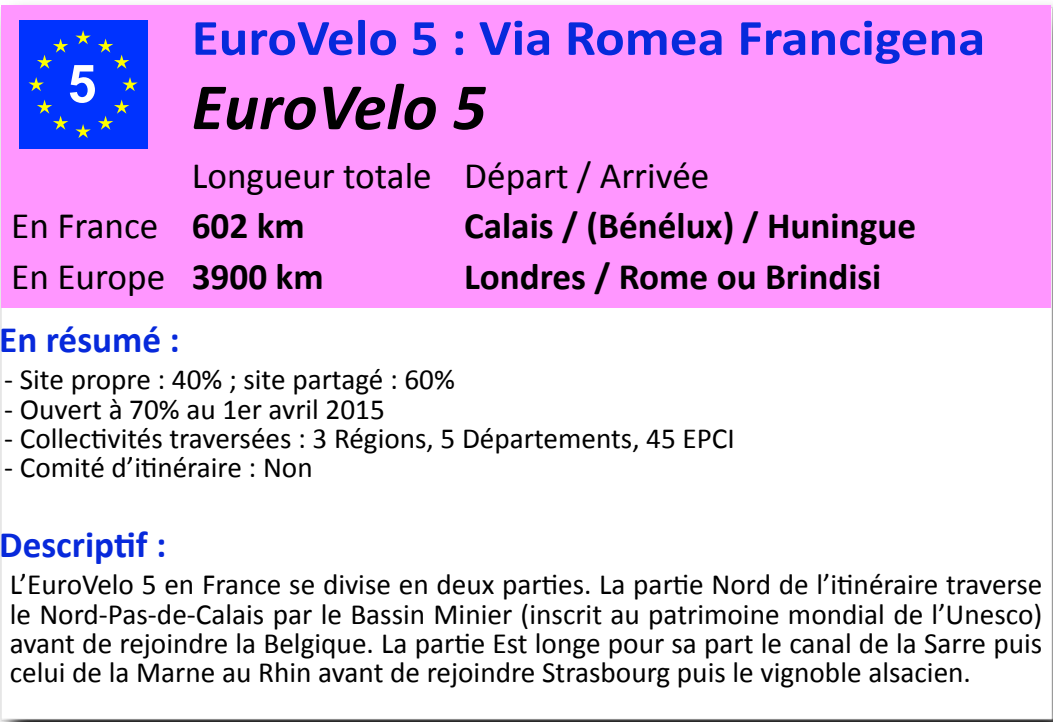 5
EuroVelo 5 : Via Romea Francigena
EuroVelo 5
Longueur totale Départ / Arrivée
En France 602 km Calais / (Bénélux) / Huningue
En Europe 3900 km Londres / Rome ou Brindisi
En résumé :
- Site propre : 40% ; site partagé : 60%
- Ouvert à 70% au 1er avril 2015
- Collectivités traversées : 3 Régions, 5 Départements, 45 EPCI
- Comité d'itinéraire : Non
Descriptif :
L'EuroVelo 5 en France se divise en deux parties. La partie Nord de l'itinéraire traverse
le Nord-Pas-de-Calais par le Bassin Minier (inscrit au patrimoine mondial de l'Unesco)
avant de rejoindre la Belgique. La partie Est longe pour sa part le canal de la Sarre puis
celui de la Marne au Rhin avant de rejoindre Strasbourg puis le vignoble alsacien.